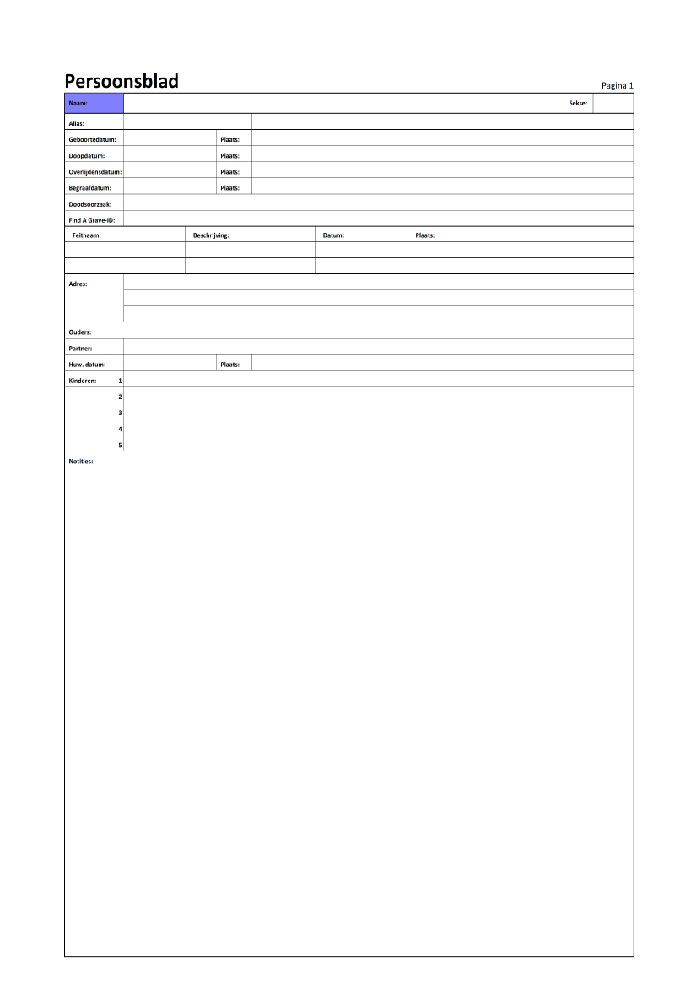 Persoonsblad Pagina 1
Naam: Sekse:
Alias:
Geboortedatum: Plaats:
Doopdatum: Plaats:
Overlijdensdatum: Plaats:
Begraafdatum: Plaats:
Doodsoorzaak:
Find A Grave-ID:
Feitnaam: Beschrijving: Datum: Plaats:
Adres:
Ouders:
Partner:
Huw. datum: Plaats:
Kinderen: 1
2
3
4
5
Notities: